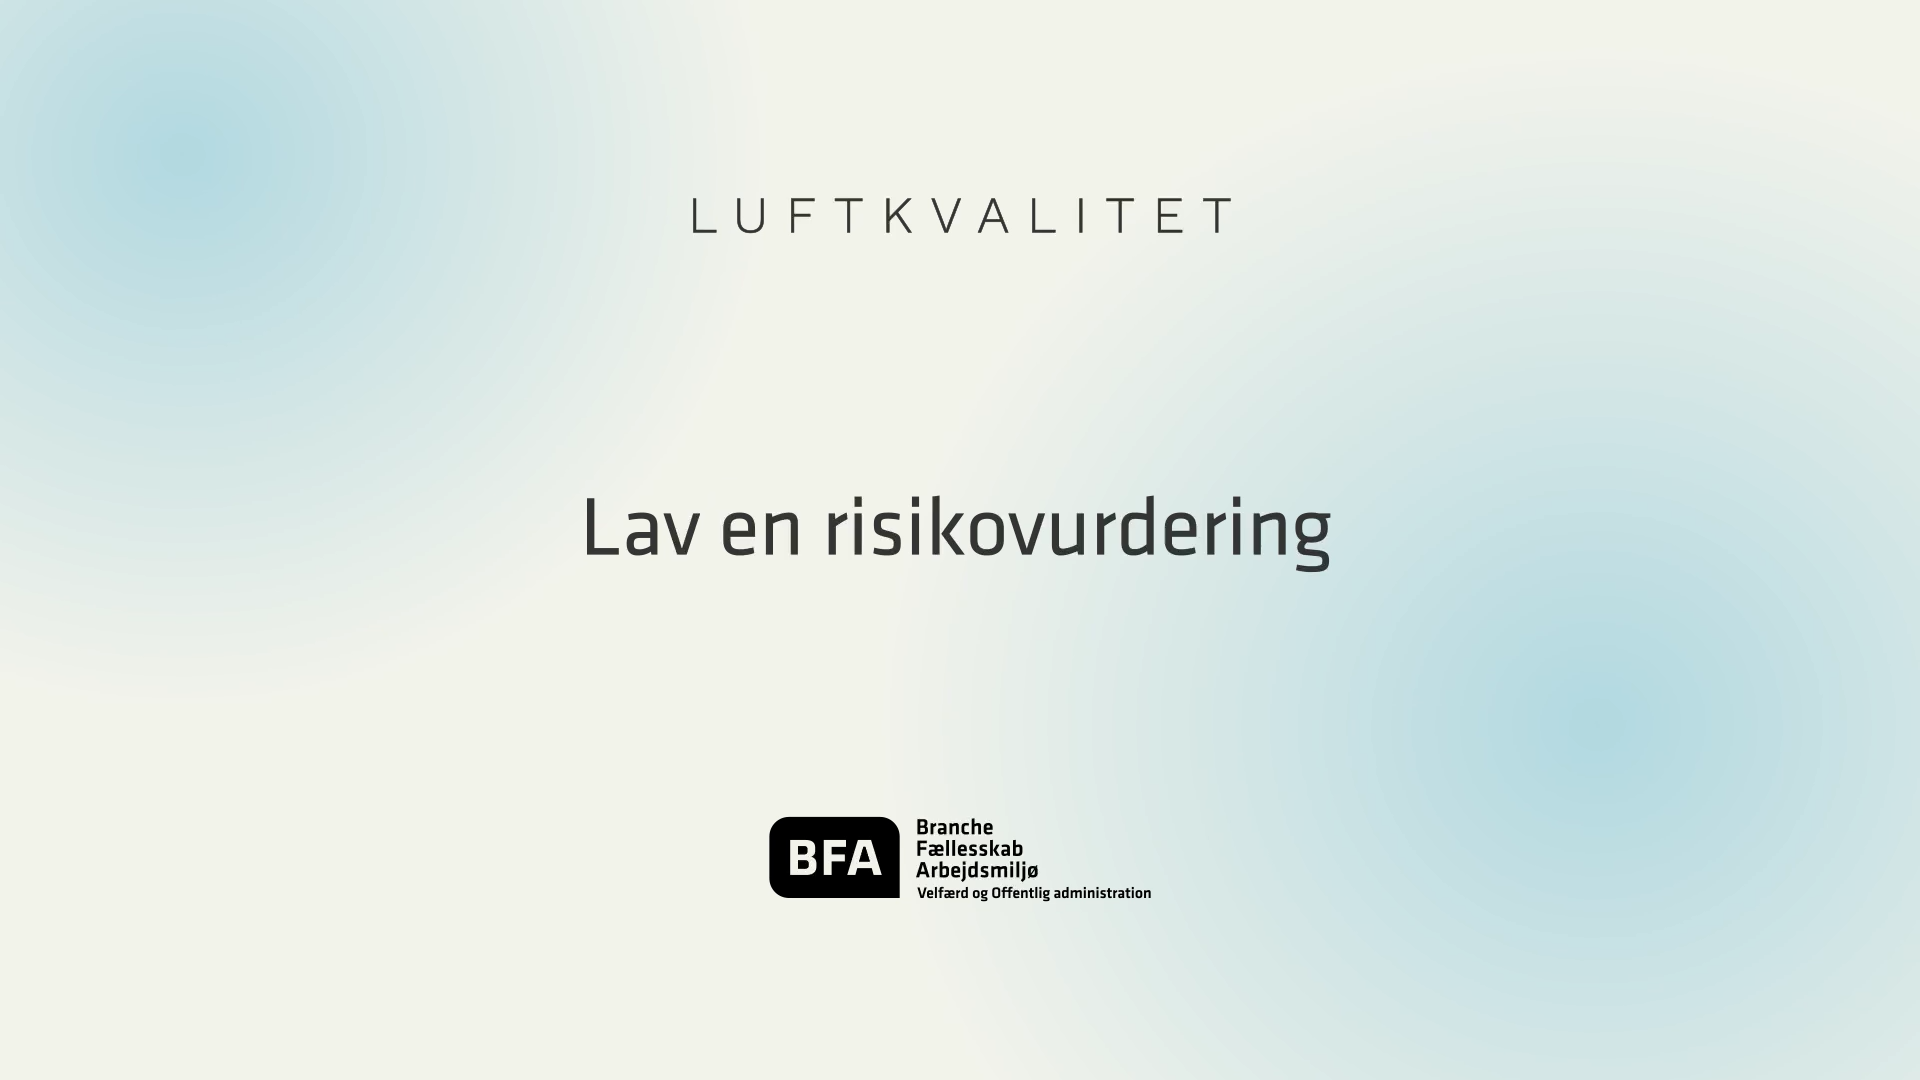 LUFTKVALITET
Lav en risikovurdering
BFA
Branche
Fællesskab
Arbejdsmiljø
Velfærd og Offentlig administration